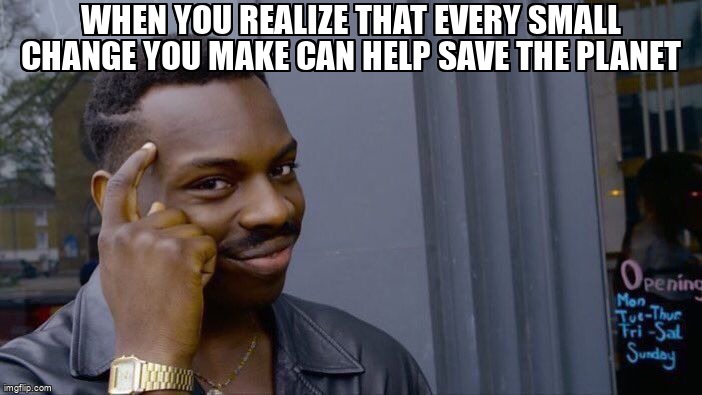 WHEN YOU REALIZE THAT EVERY SMALL
CHANGE YOU MAKE CAN HELP SAVE THE PLANET
Opening
Mon
Tue-Thur
Fri-Sat
Sunday
imgflip.com